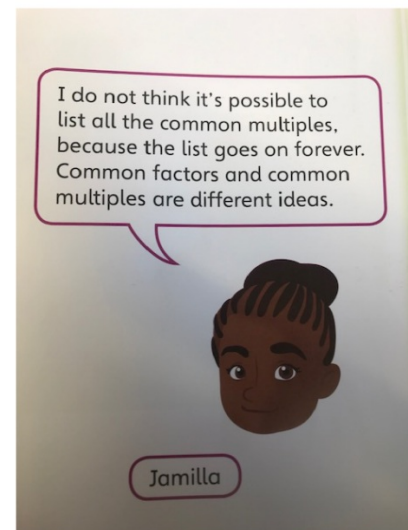 I do not think it's possible to
list all the common multiples,
because the list goes on forever.
Common factors and common
multiples are different ideas.
Jamilla